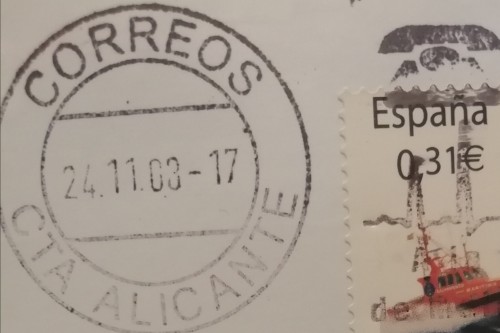 CORREOS
24.11.08-17
CTA ALICANTE
España
0,31€